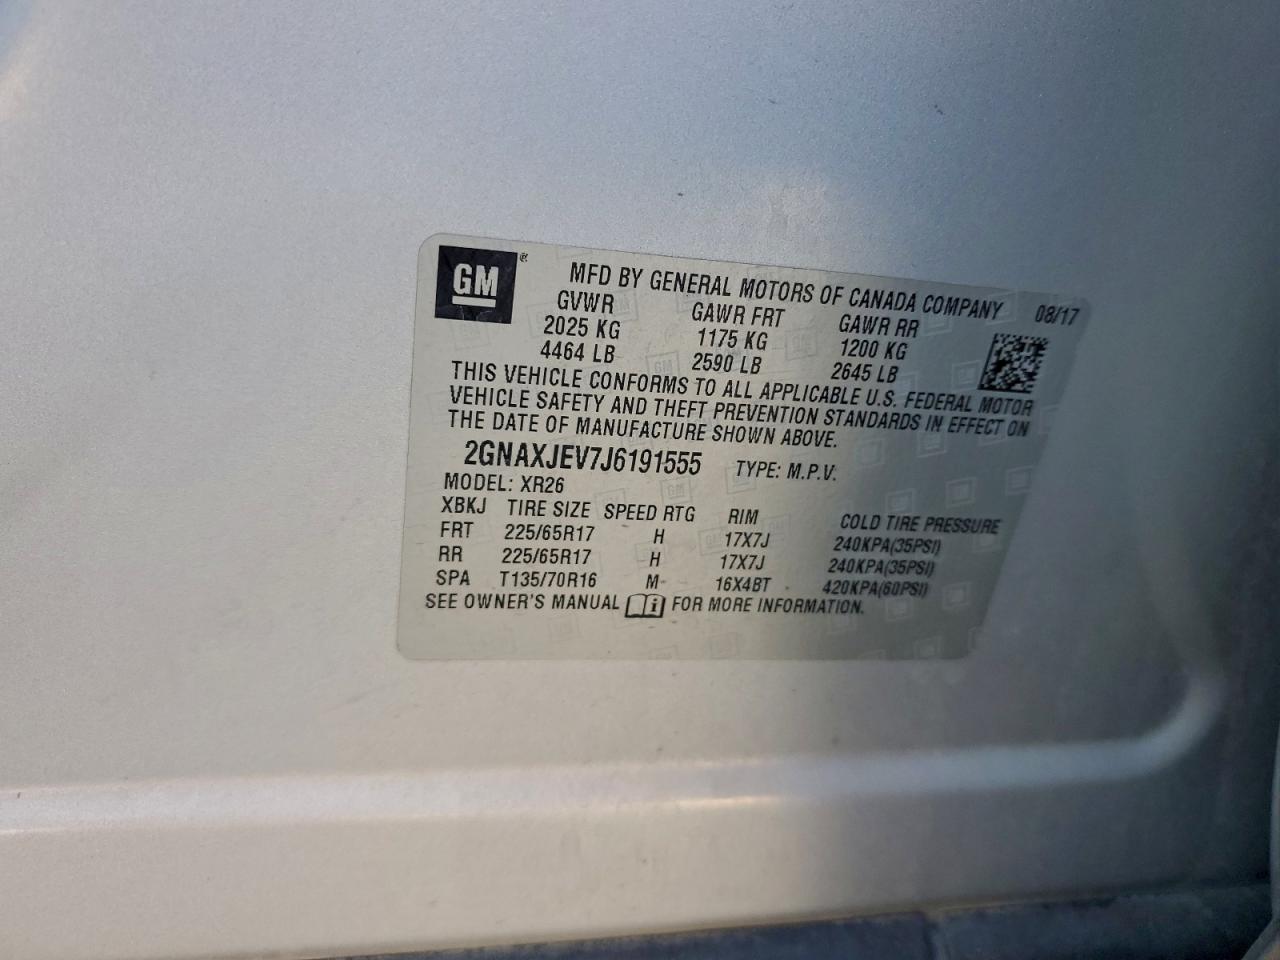 GM ®
MFD BY GENERAL MOTORS OF CANADA COMPANY 08/17
GVWR GAWR FRT GAWR RR
2025 KG 1175 KG 1200 KG
4464 LB 2590 LB 2645 LB
THIS VEHICLE CONFORMS TO ALL APPLICABLE U.S. FEDERAL MOTOR
VEHICLE SAFETY AND THEFT PREVENTION STANDARDS IN EFFECT ON
THE DATE OF MANUFACTURE SHOWN ABOVE.
2GNAXJEV7J6191555 TYPE: M.P.V.
MODEL: XR26
XBKJ TIRE SIZE SPEED RTG RIM COLD TIRE PRESSURE
FRT 225/65R17 H 17X7J 240KPA(35PSI)
RR 225/65R17 H 17X7J 240KPA(35PSI)
SPA T135/70R16 M 16X4BT 420KPA(60PSI)
SEE OWNER'S MANUAL i FOR MORE INFORMATION.